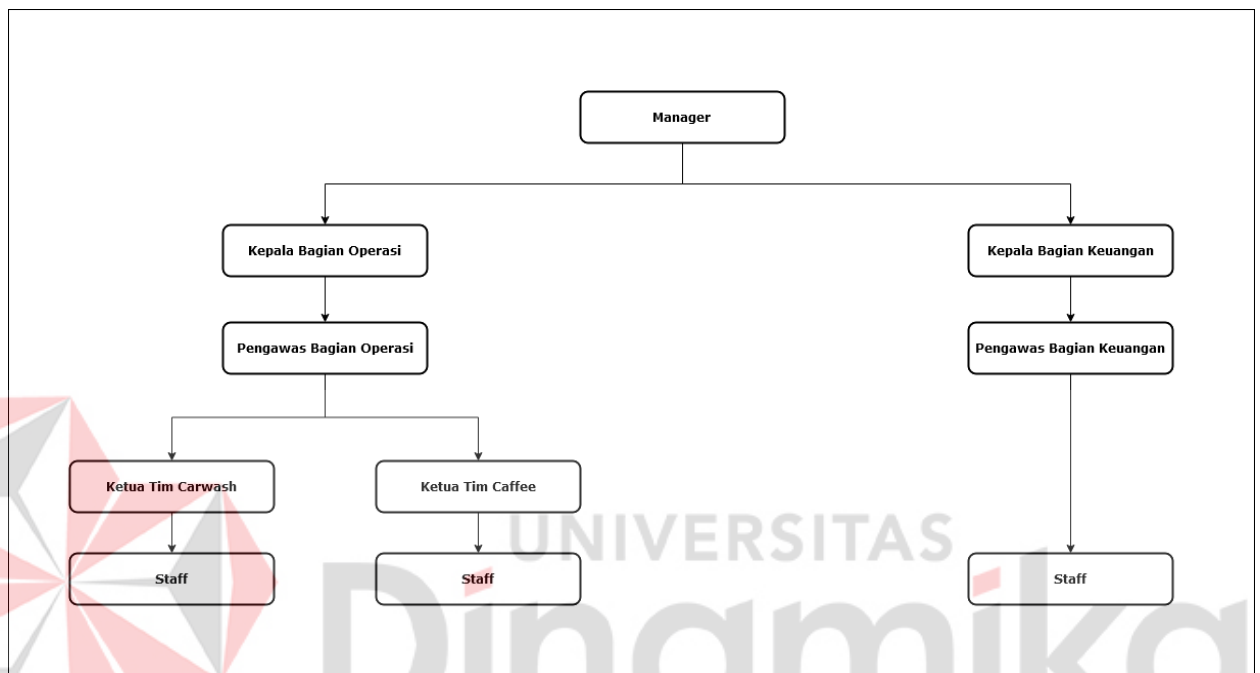 Manager
Kepala Bagian Operasi
Kepala Bagian Keuangan
Pengawas Bagian Operasi
Pengawas Bagian Keuangan
Ketua Tim Carwash
Ketua Tim Caffee
UNIVERSITAS
Staff
Staff
Staff
Dinamika